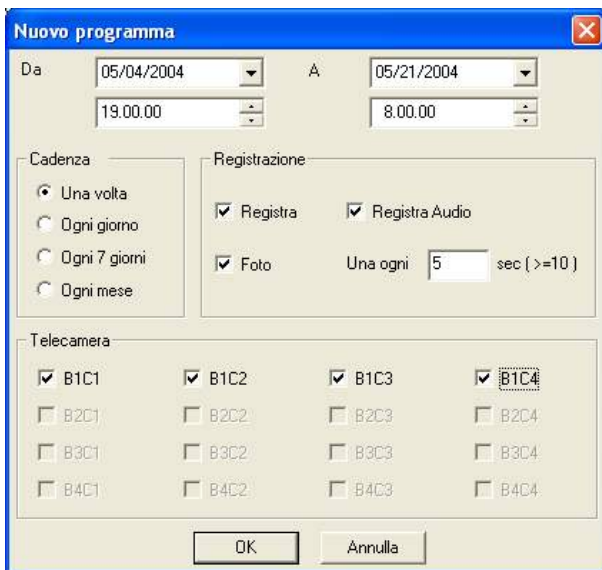 Nuovo programma
Da 05/04/2004 A 05/21/2004
19.00.00 8.00.00
Cadenza Registrazione
Una volta
Registra Registra Audio
Ogni giorno
Ogni 7 giorni
Foto Una ogni 5 sec ( >=10 )
Ogni mese
Telecamera
B1C1 B1C2 B1C3 B1C4
B2C1 B2C2 B2C3 B2C4
B3C1 B3C2 B3C3 B3C4
B4C1 B4C2 B4C3 B4C4
OK Annulla